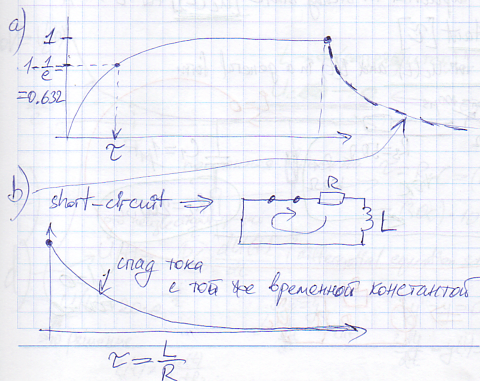 a)
1
1-1/e=
=0.632
τ
b) short-circuit ⇒
R
L
спад тока
с той же временной константой
τ = L/R